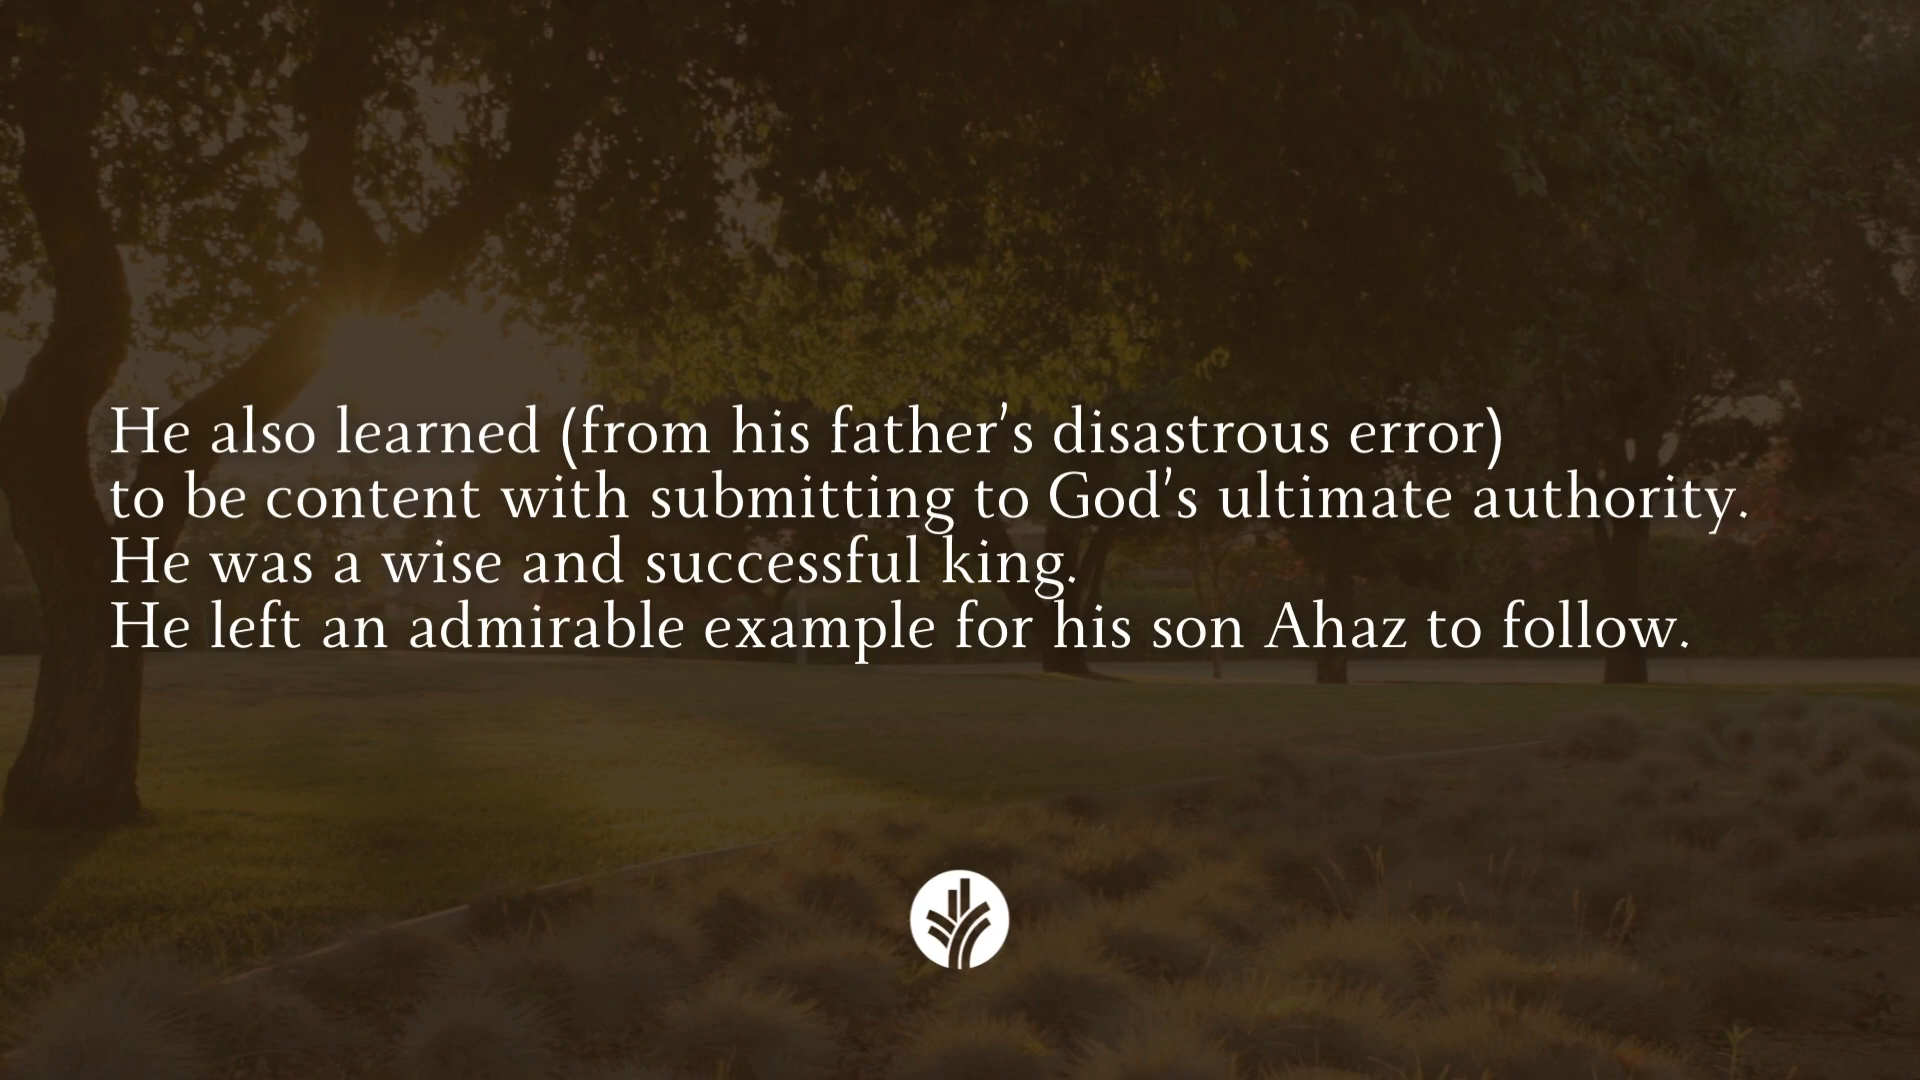 He also learned (from his father's disastrous error)
to be content with submitting to God's ultimate authority.
He was a wise and successful king.
He left an admirable example for his son Ahaz to follow.